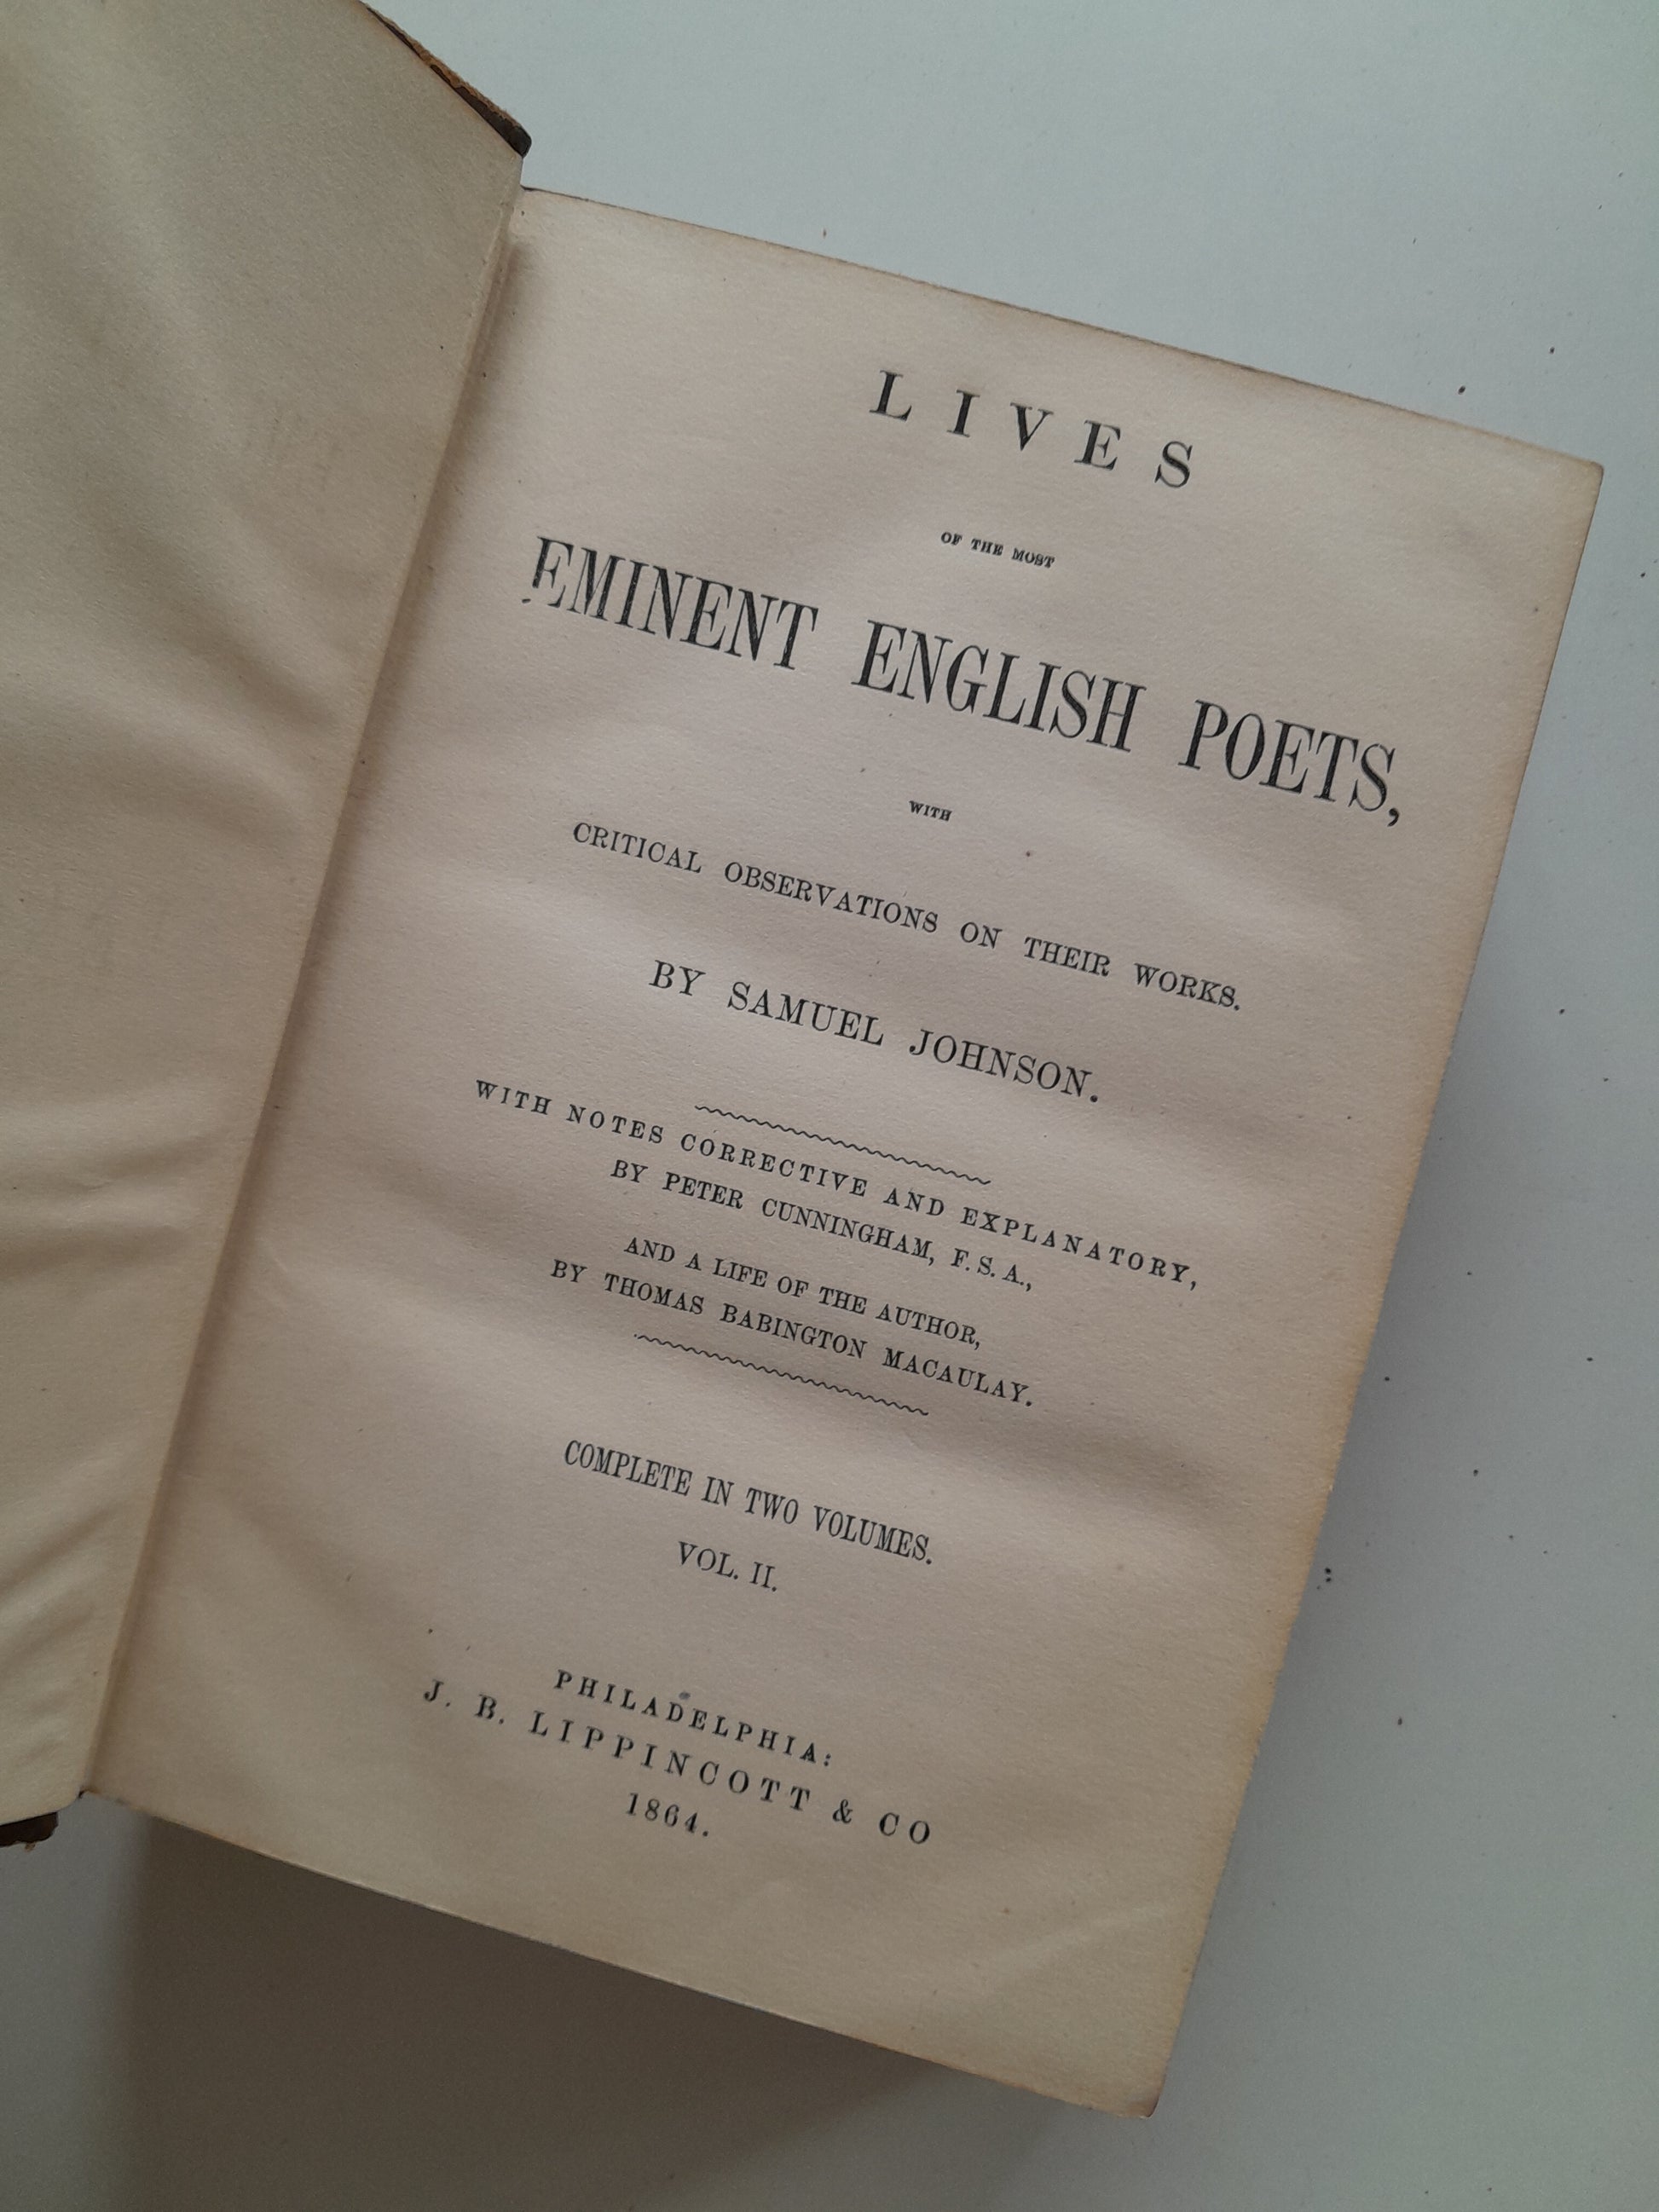 LIVES
OF THE MOST
EMINENT ENGLISH POETS,
WITH
CRITICAL OBSERVATIONS ON THEIR WORKS.
BY SAMUEL JOHNSON.
WITH NOTES CORRECTIVE AND EXPLANATORY,
BY PETER CUNNINGHAM, F. S. A.,
AND A LIFE OF THE AUTHOR,
BY THOMAS BABINGTON MACAULAY.
COMPLETE IN TWO VOLUMES.
VOL. II.
PHILADELPHIA:
J. B. LIPPINCOTT & CO
1864.